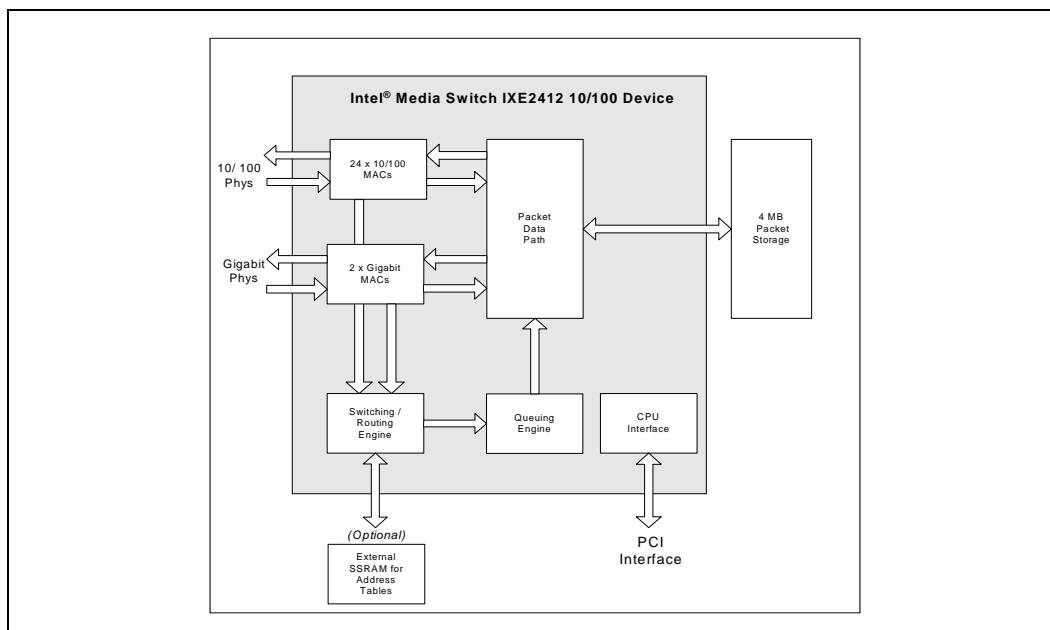 Intel® Media Switch IXE2412 10/100 Device
10/ 100
Phys
24 x 10/100
MACs
Packet
Data
Path
4 MB
Packet
Storage
Gigabit
Phys
2 x Gigabit
MACs
Switching /
Routing
Engine
Queuing
Engine
CPU
Interface
(Optional)
External
SSRAM for
Address
Tables
PCI
Interface